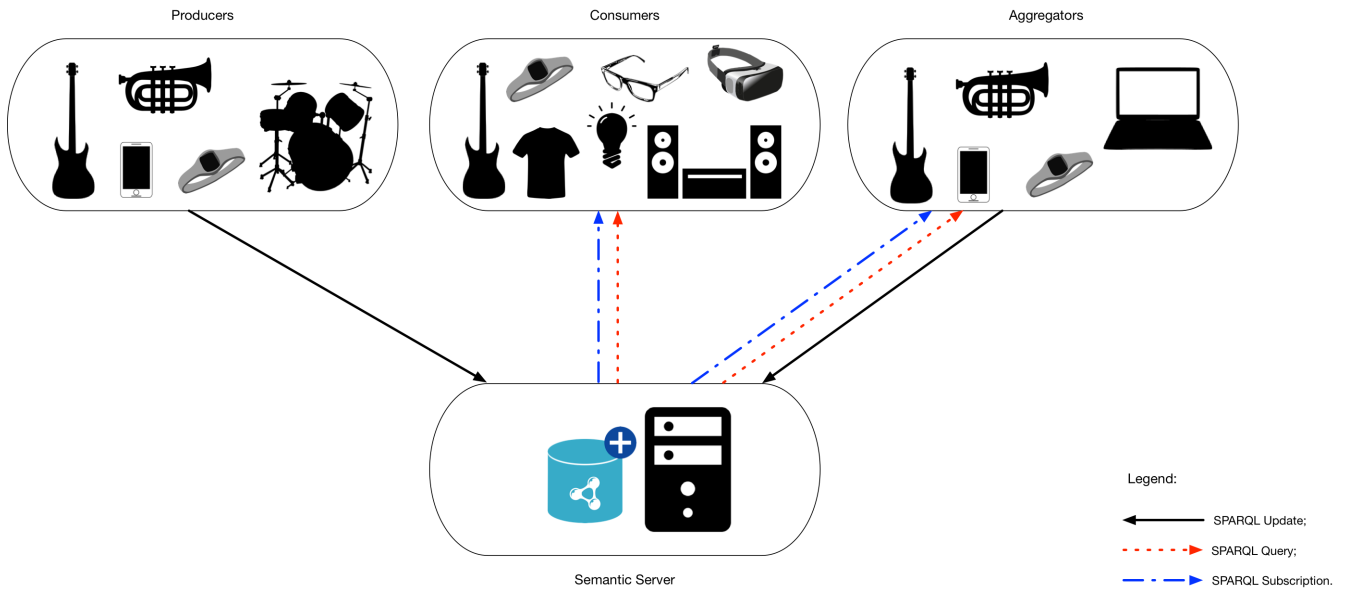 Producers
Consumers
Aggregators
Semantic Server
Legend:
SPARQL Update;
SPARQL Query;
SPARQL Subscription.